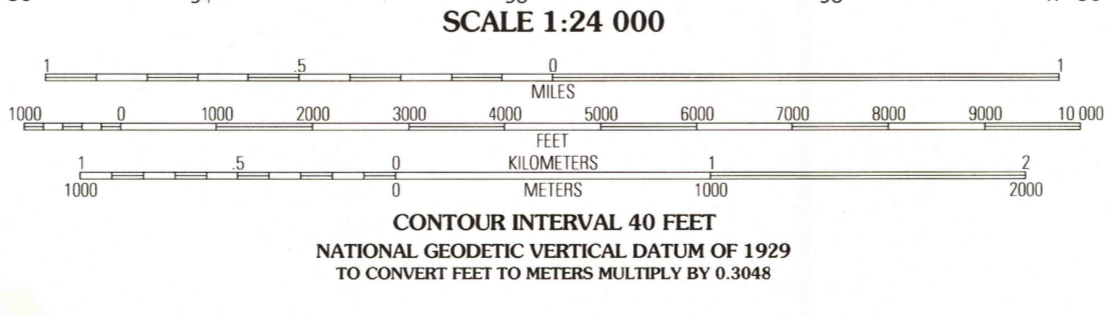 SCALE 1:24 000
1 .5 0 1
MILES
1000 0 1000 2000 3000 4000 5000 6000 7000 8000 9000 10 000
FEET
1 .5 0 KILOMETERS 1 2
1000 0 METERS 1000 2000
CONTOUR INTERVAL 40 FEET
NATIONAL GEODETIC VERTICAL DATUM OF 1929
TO CONVERT FEET TO METERS MULTIPLY BY 0.3048